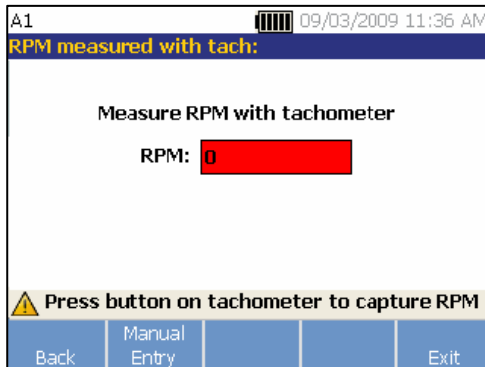 A1 09/03/2009 11:36 AM
RPM measured with tach:
Measure RPM with tachometer
RPM: 0
Press button on tachometer to capture RPM
Back Manual Entry Exit